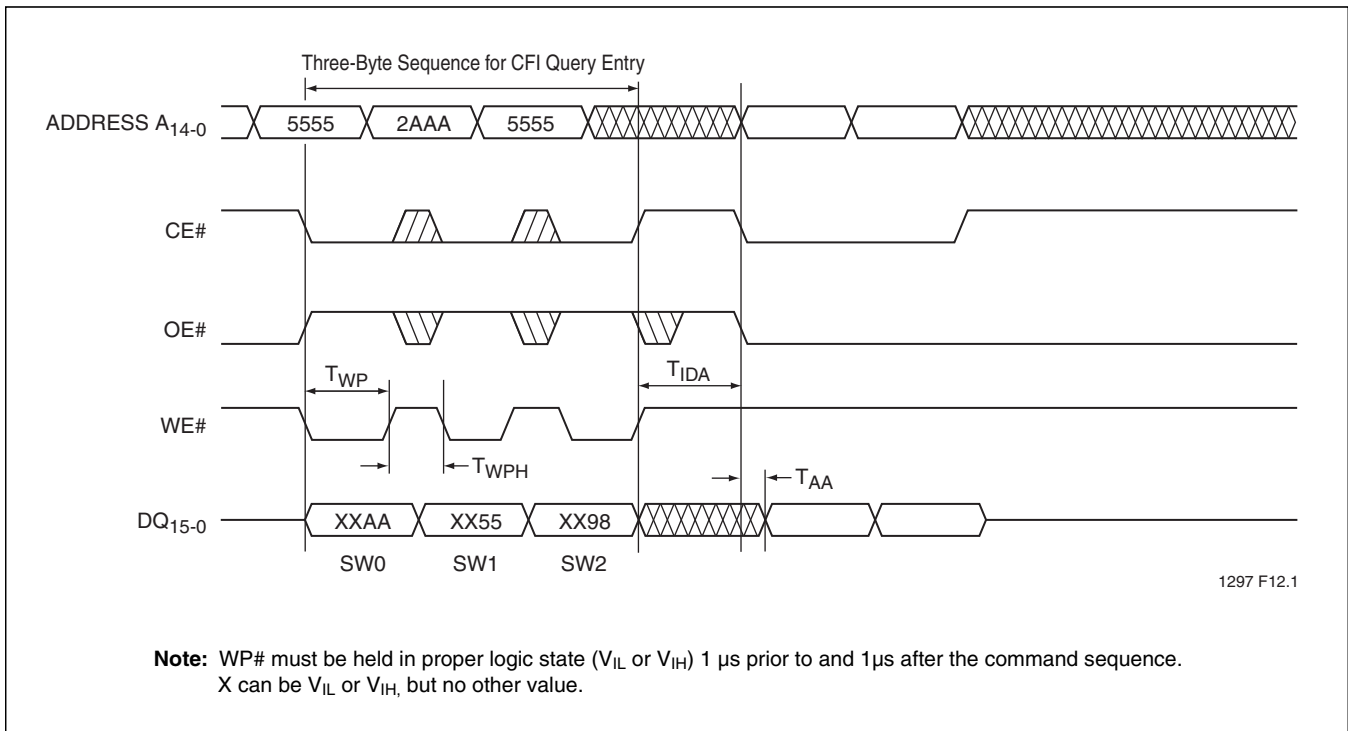 Three-Byte Sequence for CFI Query Entry
ADDRESS A14-0
5555 2AAA 5555
CE#
OE#
TWP TIDA
WE#
TWPH TAA
DQ15-0
XXAA XX55 XX98
SW0 SW1 SW2
1297 F12.1
Note: WP# must be held in proper logic state (VIL or VIH) 1 µs prior to and 1µs after the command sequence.
X can be VIL or VIH, but no other value.